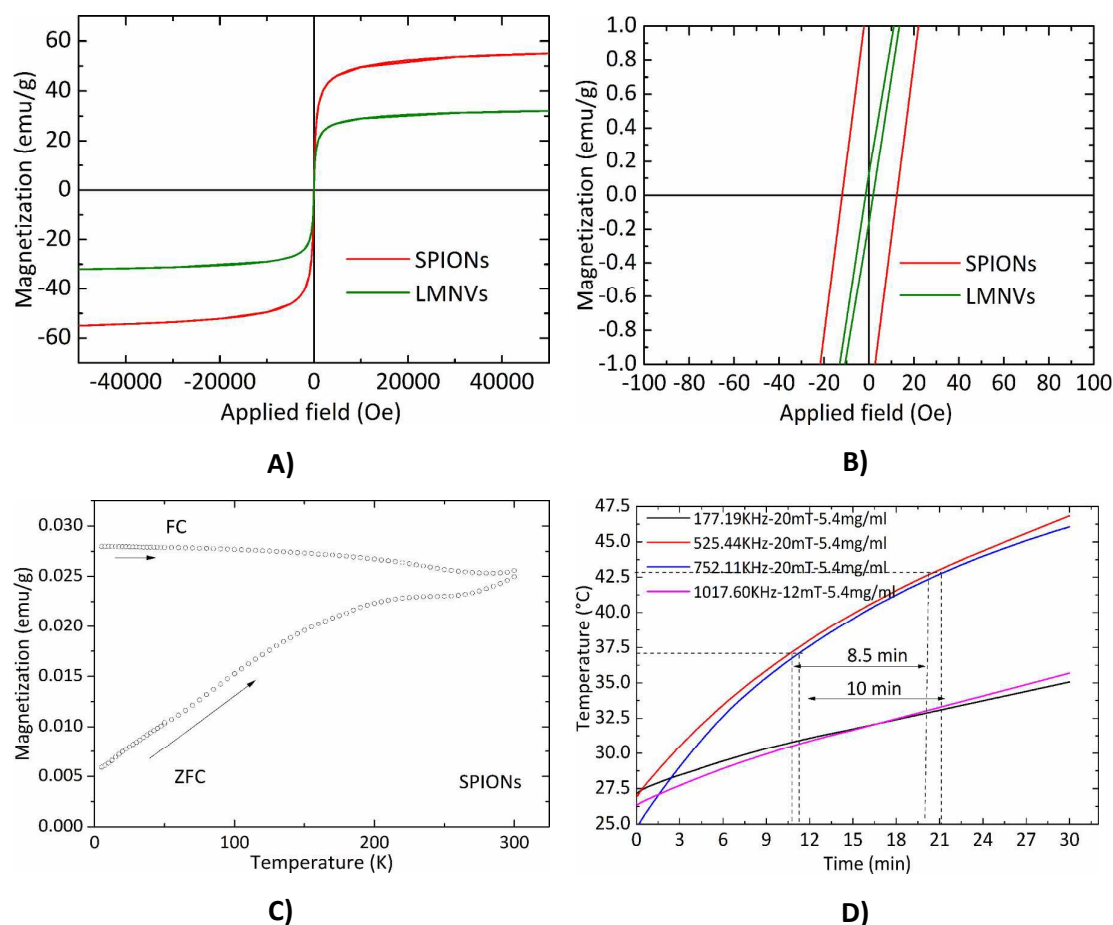 60
40
20
0
-20
-40
-60
Magnetization (emu/g)
SPIONs
LMNVs
-40000 -20000 0 20000 40000
Applied field (Oe)
A)
1.0
0.8
0.6
0.4
0.2
0.0
-0.2
-0.4
-0.6
-0.8
-1.0
Magnetization (emu/g)
SPIONs
LMNVs
-100 -80 -60 -40 -20 0 20 40 60 80 100
Applied field (Oe)
B)
0.030
0.025
0.020
0.015
0.010
0.005
0.000
Magnetization (emu/g)
FC
ZFC
SPIONs
0 100 200 300
Temperature (K)
C)
47.5
45.0
42.5
40.0
37.5
35.0
32.5
30.0
27.5
25.0
Temperature (°C)
177.19KHz-20mT-5.4mg/ml
525.44KHz-20mT-5.4mg/ml
752.11KHz-20mT-5.4mg/ml
1017.60KHz-12mT-5.4mg/ml
8.5 min
10 min
0 3 6 9 12 15 18 21 24 27 30
Time (min)
D)